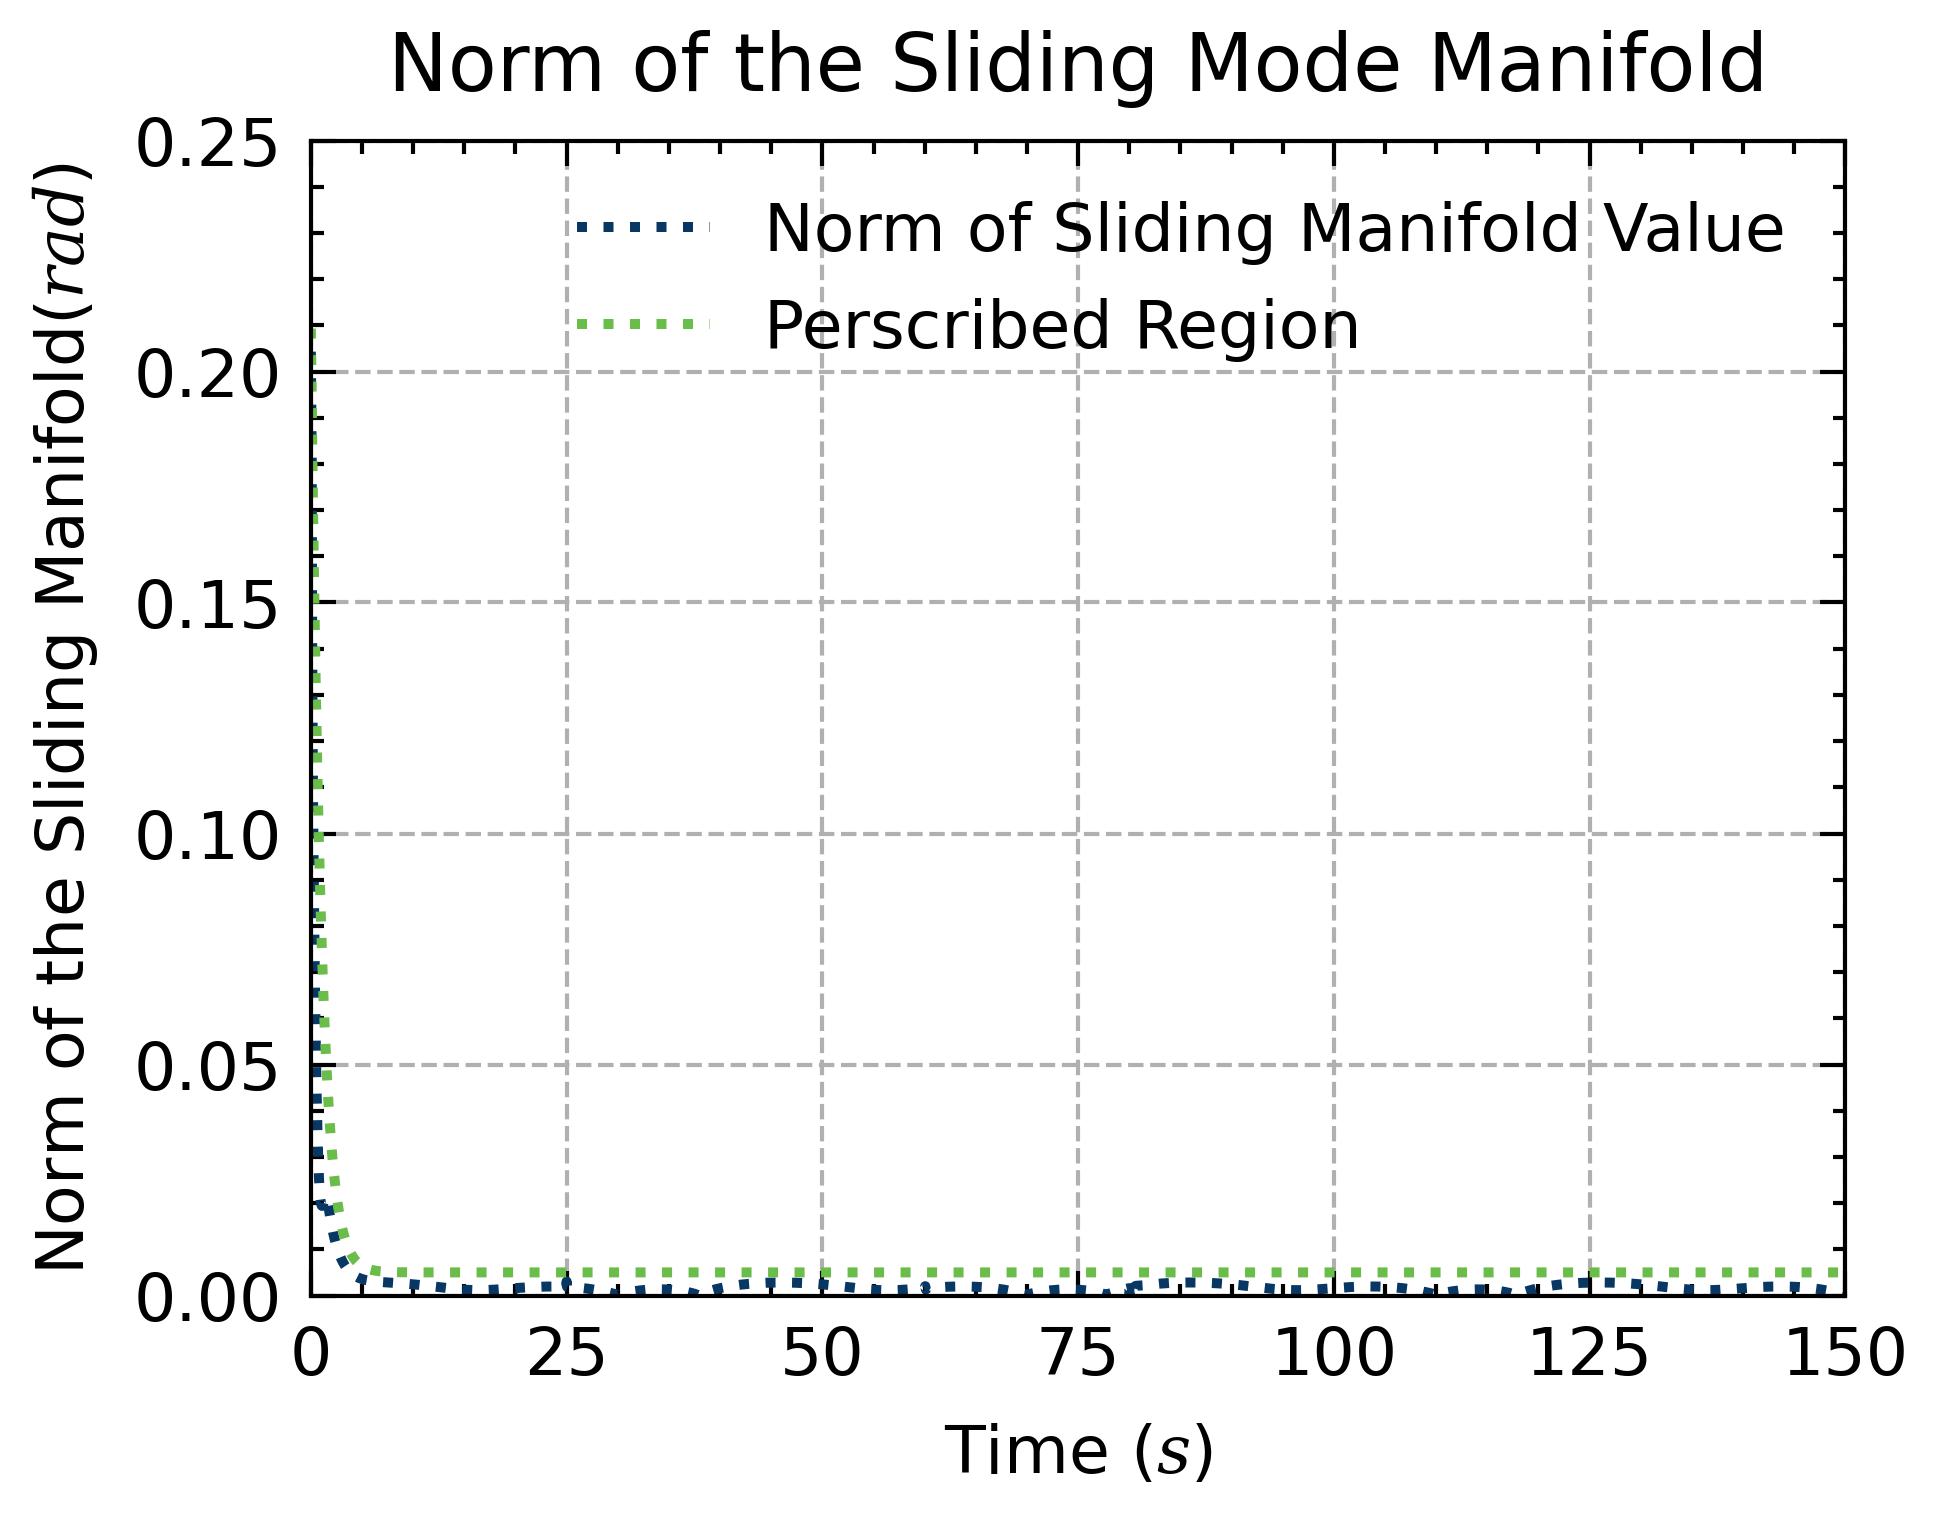 Norm of the Sliding Mode Manifold
Norm of the Sliding Manifold(rad)
0.25
0.20
0.15
0.10
0.05
0.00
Norm of Sliding Manifold Value
Perscribed Region
0 25 50 75 100 125 150
Time (s)